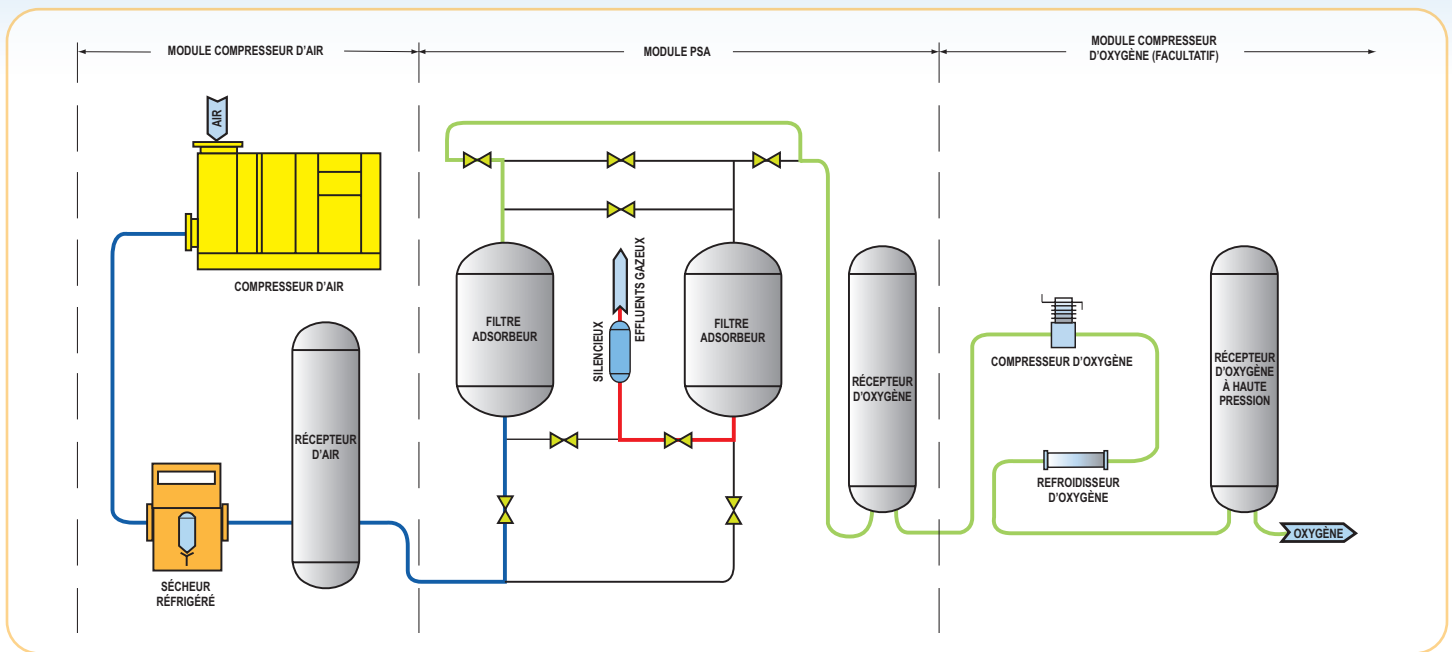 MODULE COMPRESSEUR D'AIR
MODULE PSA
MODULE COMPRESSEUR
D'OXYGÈNE (FACULTATIF)
AIR
COMPRESSEUR D'AIR
RÉCEPTEUR
D'AIR
SÉCHEUR
RÉFRIGÉRÉ
FILTRE
ADSORBEUR
SILENCIEUX
EFFLUENTS GAZEUX
FILTRE
ADSORBEUR
RÉCEPTEUR
D'OXYGÈNE
COMPRESSEUR D'OXYGÈNE
REFROIDISSEUR
D'OXYGÈNE
RÉCEPTEUR
D'OXYGÈNE
À HAUTE
PRESSION
OXYGÈNE